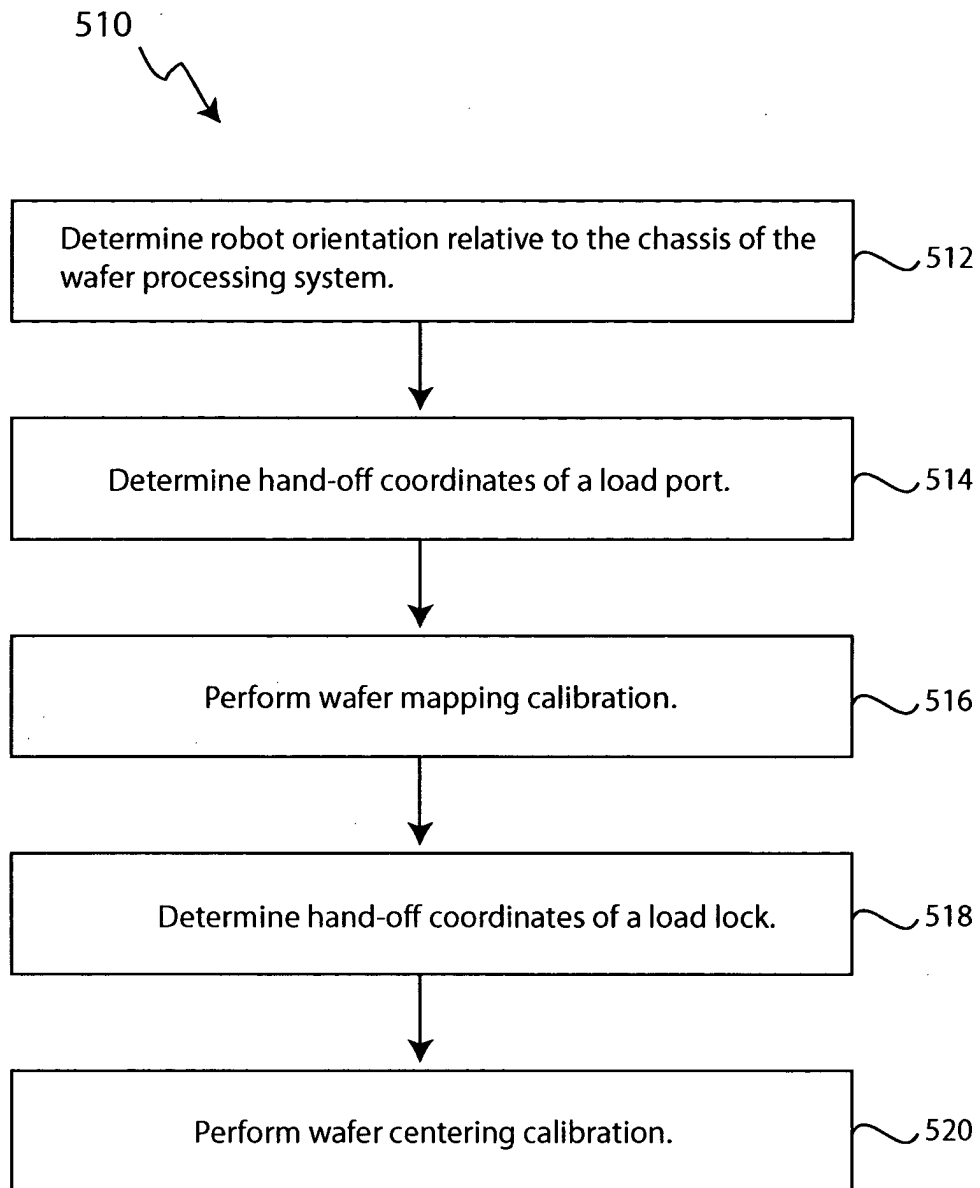 510
Determine robot orientation relative to the chassis of the
wafer processing system.
512
Determine hand-off coordinates of a load port.
514
Perform wafer mapping calibration.
516
Determine hand-off coordinates of a load lock.
518
Perform wafer centering calibration.
520